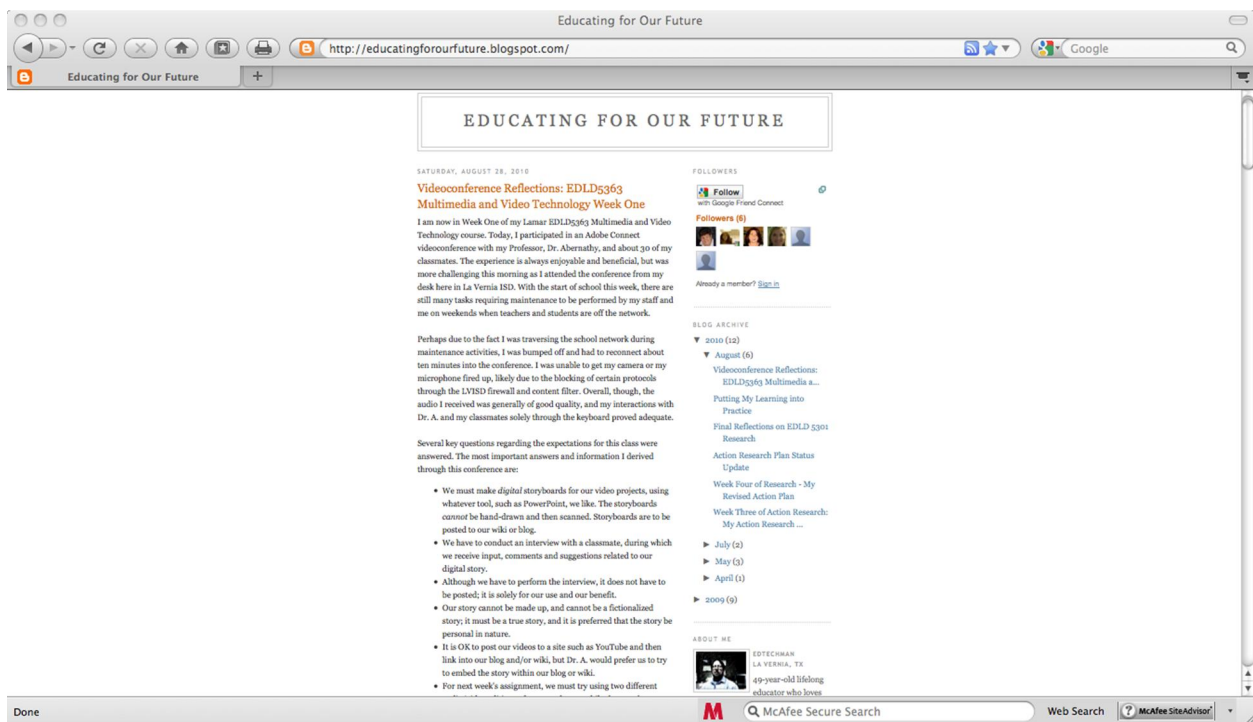 Educating for Our Future
http://educatingforourfuture.blogspot.com/
Google
Educating for Our Future
EDUCATING FOR OUR FUTURE
SATURDAY, AUGUST 28, 2010
Videoconference Reflections: EDLD5363
Multimedia and Video Technology Week One
I am now in Week One of my Lamar EDLD5363 Multimedia and Video
Technology course. Today, I participated in an Adobe Connect
videoconference with my Professor, Dr. Abernathy, and about 30 of my
classmates. The experience is always enjoyable and beneficial, but was
more challenging this morning as I attended the conference from my
desk here in La Vernia ISD. With the start of school this week, there are
still many tasks requiring maintenance to be performed by my staff and
me on weekends when teachers and students are off the network.
Perhaps due to the fact I was traversing the school network during
maintenance activities, I was bumped off and had to reconnect about
ten minutes into the conference. I was unable to get my camera or my
microphone fired up, likely due to the blocking of certain protocols
through the LVISD firewall and content filter. Overall, though, the
audio I received was generally of good quality, and my interactions with
Dr. A. and my classmates solely through the keyboard proved adequate.
Several key questions regarding the expectations for this class were
answered. The most important answers and information I derived
through this conference are:
• We must make digital storyboards for our video projects, using
whatever tool, such as PowerPoint, we like. The storyboards
cannot be hand-drawn and then scanned. Storyboards are to be
posted to our wiki or blog.
• We have to conduct an interview with a classmate, during which
we receive input, comments and suggestions related to our
digital story.
• Although we have to perform the interview, it does not have to
be posted; it is solely for our use and our benefit.
• Our story cannot be made up, and cannot be a fictionalized
story; it must be a true story, and it is preferred that the story be
personal in nature.
• It is OK to post our videos to a site such as YouTube and then
link into our blog and/or wiki, but Dr. A. would prefer us to try
to embed the story within our blog or wiki.
• For next week's assignment, we must try using two different
FOLLOWERS
Follow
with Google Friend Connect
Followers (6)
Already a member? Sign in
BLOG ARCHIVE
▼ 2010 (12)
▼ August (6)
Videoconference Reflections:
EDLD5363 Multimedia a...
Putting My Learning into
Practice
Final Reflections on EDLD 5301
Research
Action Research Plan Status
Update
Week Four of Research - My
Revised Action Plan
Week Three of Action Research:
My Action Research ...
► July (2)
► May (3)
► April (1)
► 2009 (9)
ABOUT ME
EDTECHMAN
LA VERNIA, TX
49-year-old lifelong
educator who loves
Done
McAfee Secure Search
Web Search
McAfee SiteAdvisor